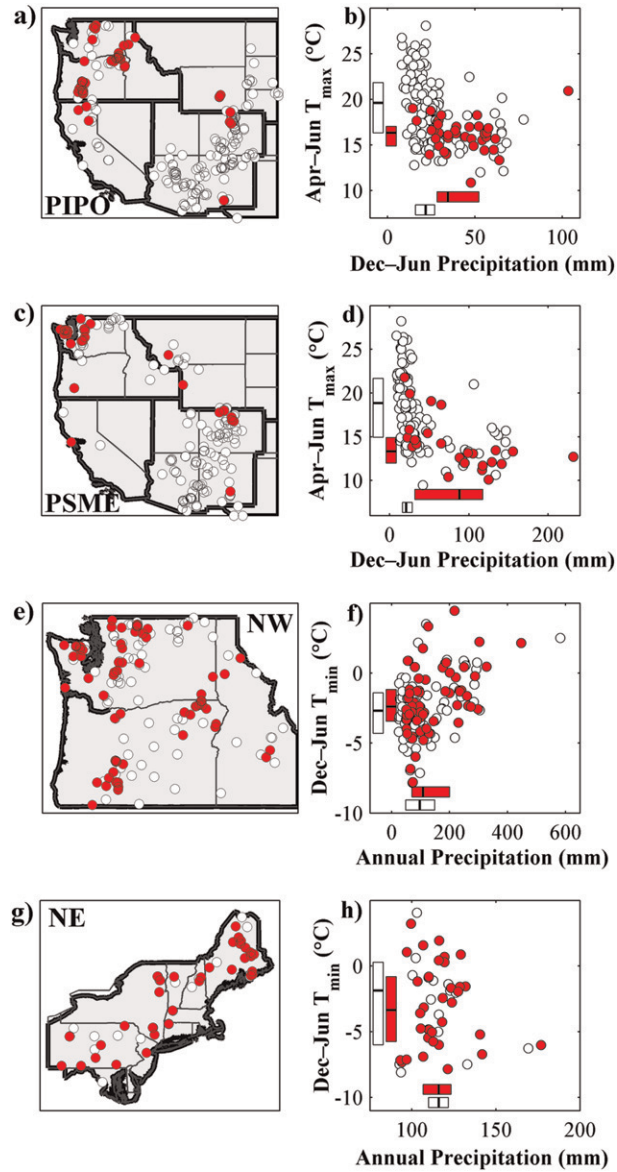 a)
PIPO
b)
Apr–Jun Tmax (°C)
25
20
15
10
0
50
100
Dec–Jun Precipitation (mm)
c)
PSME
d)
Apr–Jun Tmax (°C)
25
20
15
10
0
100
200
Dec–Jun Precipitation (mm)
e)
NW
f)
Dec–Jun Tmin (°C)
0
-5
-10
0
200
400
600
Annual Precipitation (mm)
g)
NE
h)
Dec–Jun Tmin (°C)
0
-5
-10
100
150
200
Annual Precipitation (mm)